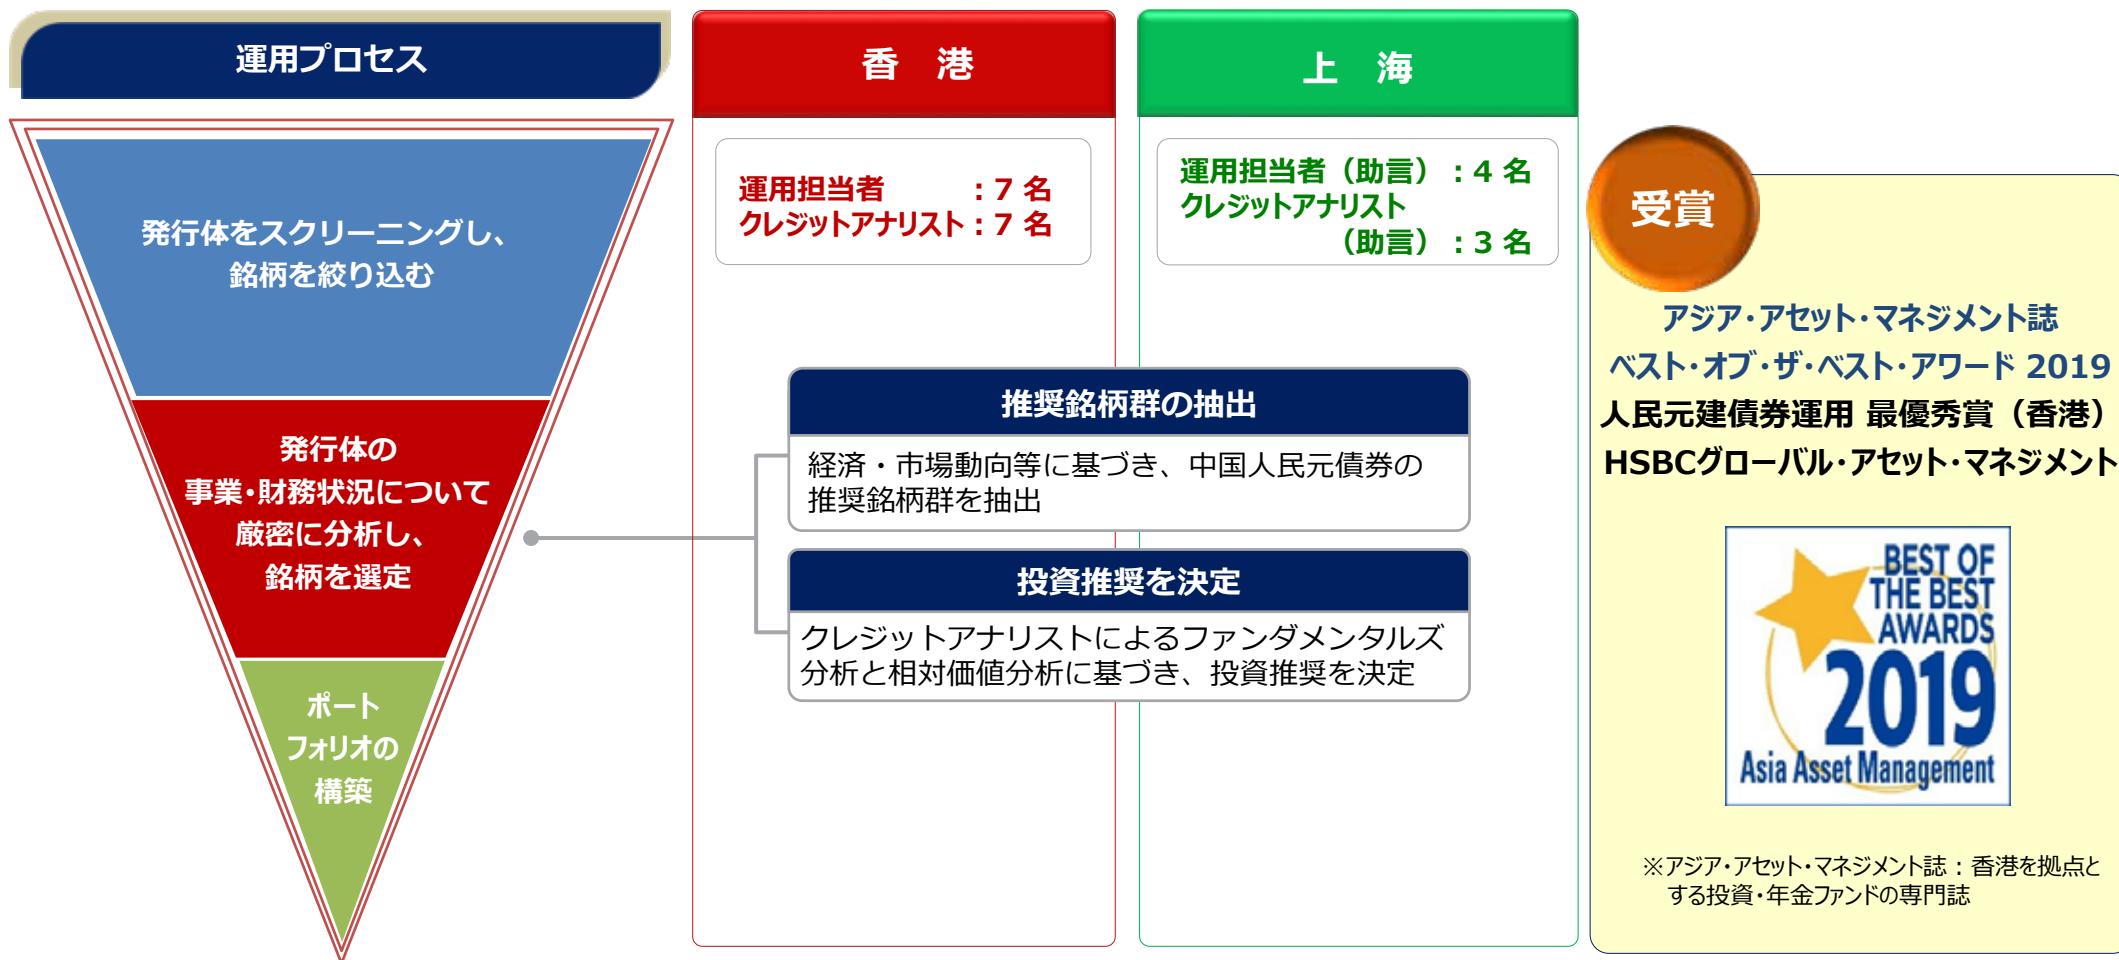 運用プロセス
発行体をスクリーニングし、
銘柄を絞り込む
発行体の
事業・財務状況について
厳密に分析し、
銘柄を選定
ポート
フォリオの
構築
香　港
運用担当者　　　：7 名
クレジットアナリスト：7 名
上　海
運用担当者（助言）：4 名
クレジットアナリスト
（助言）：3 名
推奨銘柄群の抽出
経済・市場動向等に基づき、中国人民元債券の
推奨銘柄群を抽出
投資推奨を決定
クレジットアナリストによるファンダメンタルズ
分析と相対価値分析に基づき、投資推奨を決定
受賞
アジア・アセット・マネジメント誌
ベスト・オブ・ザ・ベスト・アワード 2019
人民元建債券運用 最優秀賞（香港）
HSBCグローバル・アセット・マネジメント
BEST OF
THE BEST
AWARDS
2019
Asia Asset Management
※アジア・アセット・マネジメント誌：香港を拠点と
する投資・年金ファンドの専門誌